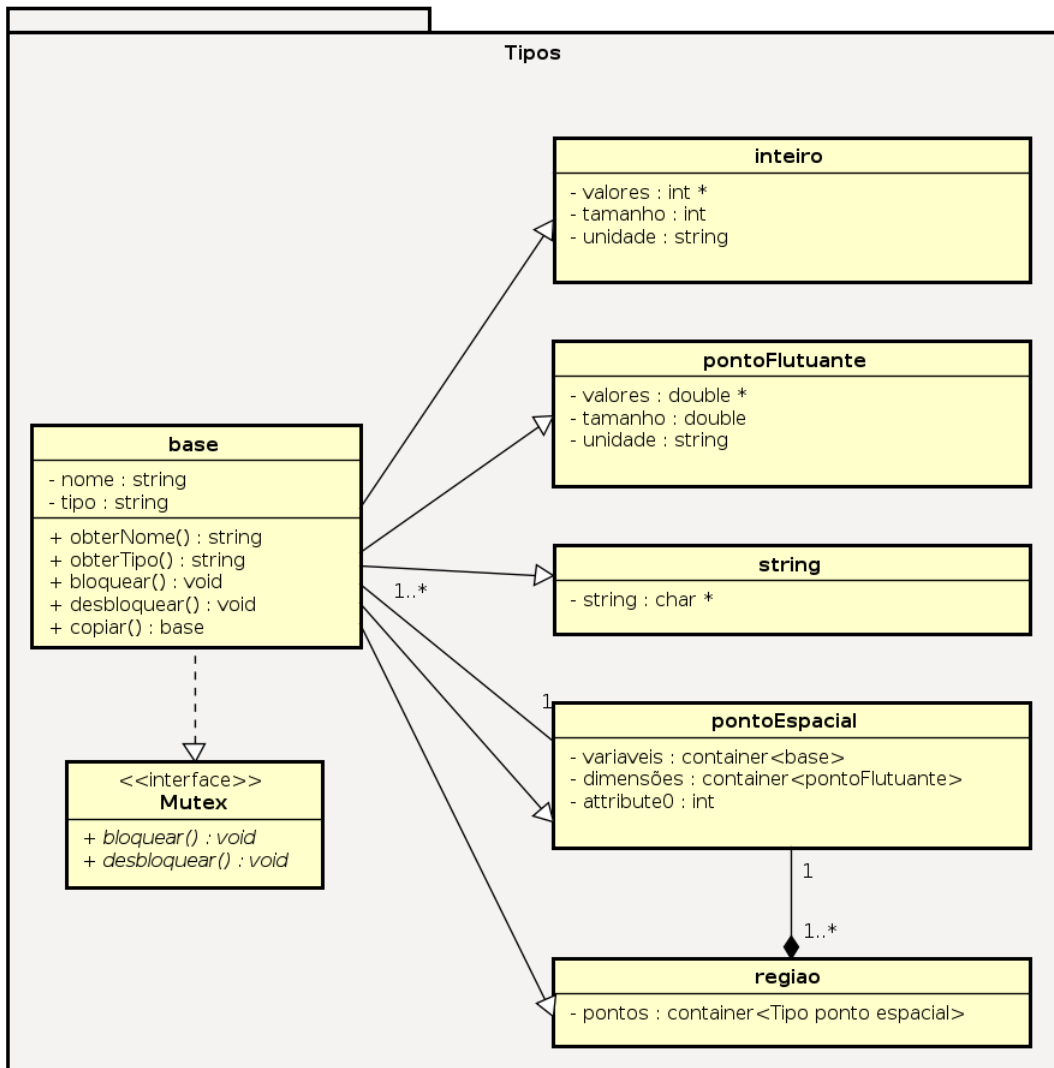 Tipos
inteiro
- valores : int *
- tamanho : int
- unidade : string
pontoFlutuante
- valores : double *
- tamanho : double
- unidade : string
base
- nome : string
- tipo : string
+ obterNome() : string
+ obterTipo() : string
+ bloquear() : void
+ desbloquear() : void
+ copiar() : base
string
- string : char *
1..*
1
pontoEspacial
- variaveis : container<base>
- dimensões : container<pontoFlutuante>
- attribute0 : int
<<interface>>
Mutex
+ bloquear() : void
+ desbloquear() : void
1
1..*
regiao
- pontos : container<Tipo ponto espacial>